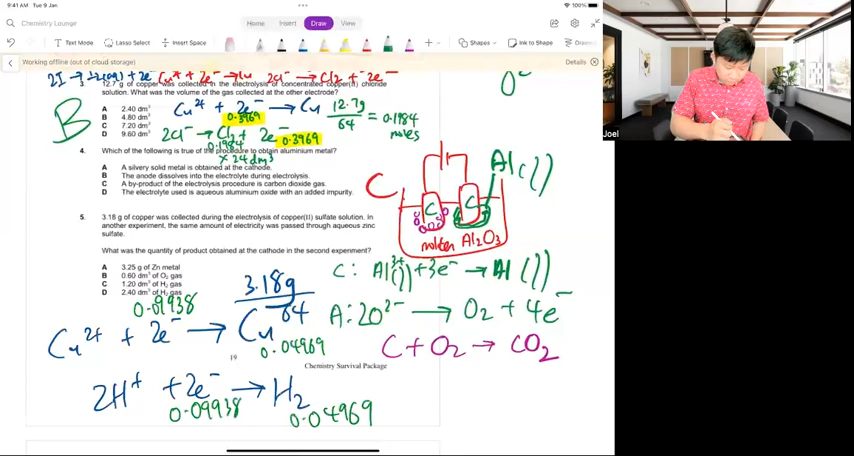 9:41 AM Tue 9 Jan
100%
Chemistry Lounge
Home Insert Draw View
Text Mode Lasso Select Insert Space Shapes Ink to Shape
Working offline (out of cloud storage) Details
Cu²⁺ + 2e⁻ → Cu 2Cl⁻ → Cl₂ + 2e⁻
3. 12.7 g of copper was collected in the electrolysis of concentrated copper(II) chloride
solution. What was the volume of the gas collected at the other electrode?
A 2.40 dm³
B 4.80 dm³
C 7.20 dm³
D 9.60 dm³
B
Cu²⁺ + 2e⁻ → Cu 12.7g
64
= 0.1984
moles
0.3969
2Cl⁻ → Cl₂ + 2e⁻
0.1984 0.3969
× 24 dm³
4. Which of the following is true of the procedure to obtain aluminium metal?
A A silvery solid metal is obtained at the cathode.
B The anode dissolves into the electrolyte during electrolysis.
C A by-product of the electrolysis procedure is carbon dioxide gas.
D The electrolyte used is aqueous aluminium oxide with an added impurity.
C
Al(l)
C C
molten Al₂O₃
5. 3.18 g of copper was collected during the electrolysis of copper(II) sulfate solution. In
another experiment, the same amount of electricity was passed through aqueous zinc
sulfate.
What was the quantity of product obtained at the cathode in the second experiment?
A 3.25 g of Zn metal
B 0.60 dm³ of O₂ gas
C 1.20 dm³ of H₂ gas
D 2.40 dm³ of H₂ gas
C: Al³⁺(l) + 3e⁻ → Al(l)
A: 2O²⁻ → O₂ + 4e⁻
C + O₂ → CO₂
3.18g
64
0.09938
Cu²⁺ + 2e⁻ → Cu
0.04969
19
Chemistry Survival Package
2H⁺ + 2e⁻ → H₂
0.09938 0.04969
Joel